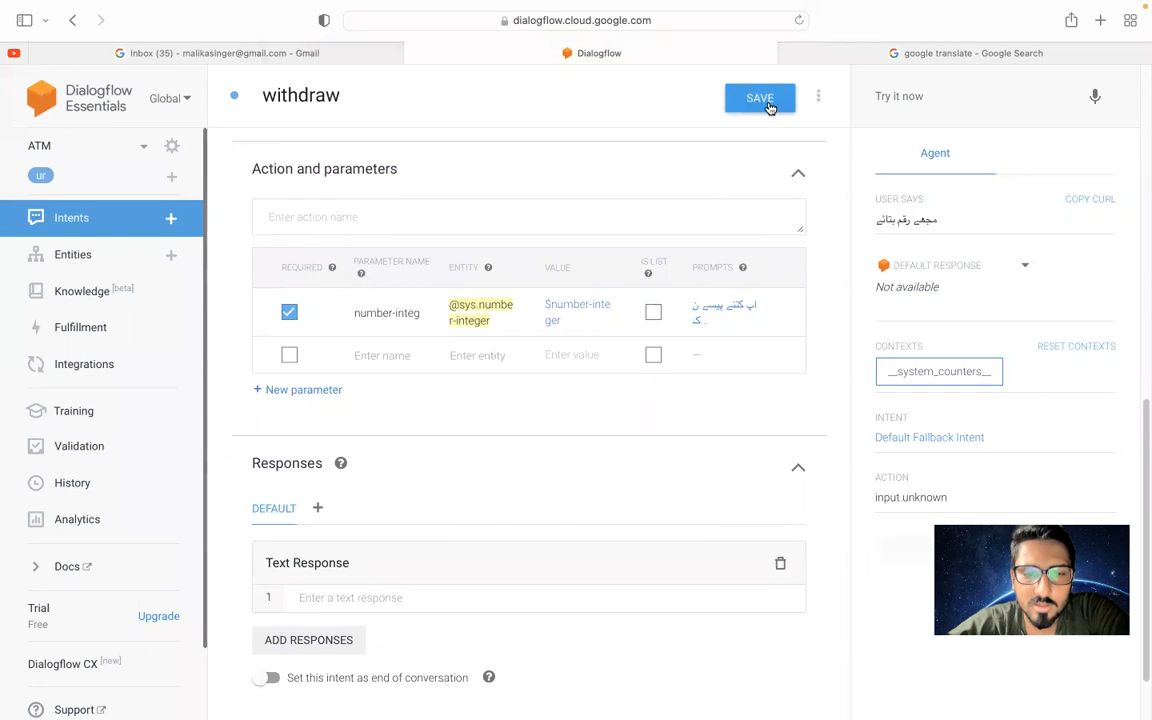 dialogflow.cloud.google.com
Inbox (35) - malikasinger@gmail.com - Gmail
Dialogflow
google translate - Google Search
Dialogflow
Essentials
Global
withdraw
SAVE
Try it now
ATM
ur
Intents
Entities
Knowledge [beta]
Fulfillment
Integrations
Training
Validation
History
Analytics
Docs
Trial
Free
Upgrade
Dialogflow CX [new]
Support
Action and parameters
Enter action name
REQUIRED
PARAMETER NAME
ENTITY
VALUE
IS LIST
PROMPTS
number-integ
@sys.numbe
r-integer
$number-inte
ger
اپ کتنے پیسے ن
ک...
Enter name
Enter entity
Enter value
—
+ New parameter
Responses
DEFAULT
Text Response
1 Enter a text response
ADD RESPONSES
Set this intent as end of conversation
Agent
USER SAYS
COPY CURL
مجھے رقم بتائے
DEFAULT RESPONSE
Not available
CONTEXTS
RESET CONTEXTS
__system_counters__
INTENT
Default Fallback Intent
ACTION
input.unknown